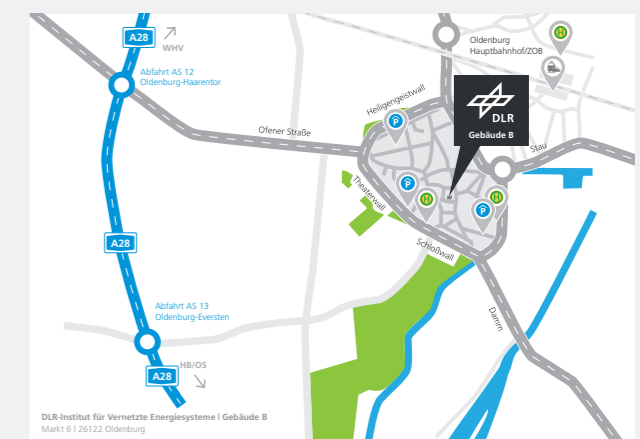 A28
WHV
Abfahrt AS 12
Oldenburg-Haarentor
Ofener Straße
Heiligengeistwall
Oldenburg
Hauptbahnhof/ZOB
H
DLR
Gebäude B
Stau
P
P
H
H
P
Theaterwall
Schloßwall
Damm
A28
Abfahrt AS 13
Oldenburg-Eversten
HB/OS
A28
DLR-Institut für Vernetzte Energiesysteme I Gebäude B
Markt 6 I 26122 Oldenburg